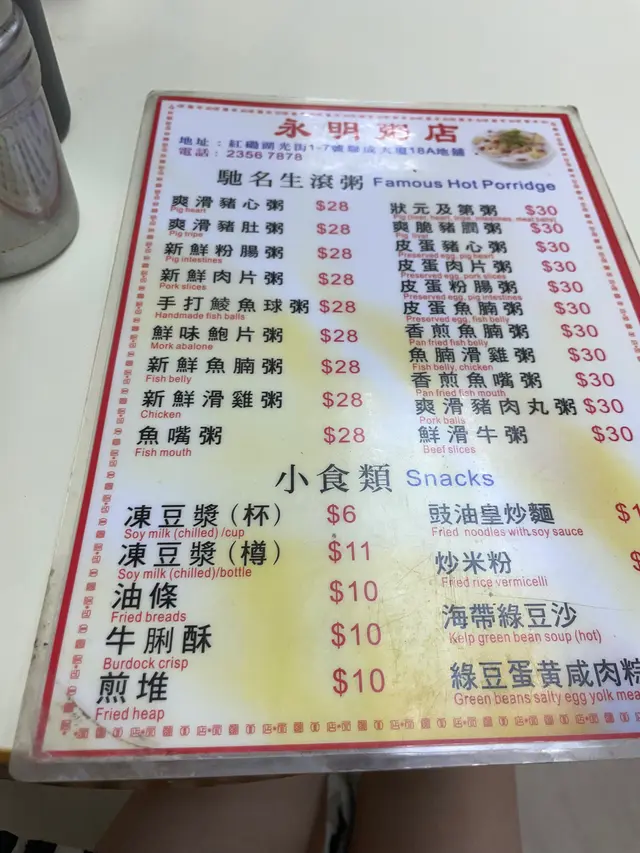 永明粥店
地址：紅磡湖光街1-7號聯成大廈18A地鋪
電話：2356 7878
馳名生滾粥 Famous Hot Porridge
爽滑豬心粥 $28
Pig heart
爽滑豬肚粥 $28
Pig tripe
新鮮粉腸粥 $28
Pig intestines
新鮮肉片粥 $28
Pork slices
手打鯪魚球粥 $28
Handmade fish balls
鮮味鮑片粥 $28
Mork abalone
新鮮魚腩粥 $28
Fish belly
新鮮滑雞粥 $28
Chicken
魚嘴粥 $28
Fish mouth
狀元及第粥 $30
Pig (liver, heart, tripe, intestines, meat balls)
爽脆豬膶粥 $30
Pig liver
皮蛋豬心粥 $30
Preserved egg, pig heart
皮蛋肉片粥 $30
Preserved egg, pork slices
皮蛋粉腸粥 $30
Preserved egg, pig intestines
皮蛋魚腩粥 $30
Preserved egg, fish belly
香煎魚腩粥 $30
Pan fried fish belly
魚腩滑雞粥 $30
Fish belly, chicken
香煎魚嘴粥 $30
Pan fried fish mouth
爽滑豬肉丸粥 $30
Pork balls
鮮滑牛粥 $30
Beef slices
小食類 Snacks
凍豆漿（杯） $6
Soy milk (chilled) /cup
凍豆漿（樽） $11
Soy milk (chilled)/bottle
油條 $10
Fried breads
牛脷酥 $10
Burdock crisp
煎堆 $10
Fried heap
豉油皇炒麵 $1
Fried noodles with soy sauce
炒米粉 $
Fried rice vermicelli
海帶綠豆沙
Kelp green bean soup (hot)
綠豆蛋黄咸肉粽
Green beans salty egg yolk mea